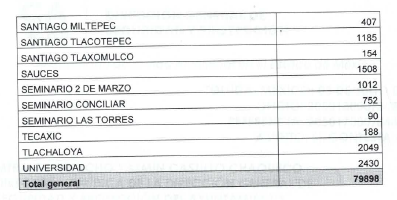 SANTIAGO MILTEPEC 407
SANTIAGO TLACOTEPEC 1185
SANTIAGO TLAXOMULCO 154
SAUCES 1508
SEMINARIO 2 DE MARZO 1012
SEMINARIO CONCILIAR 752
SEMINARIO LAS TORRES 90
TECAXIC 188
TLACHALOYA 2049
UNIVERSIDAD 2430
Total general 79898